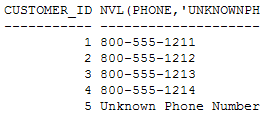 CUSTOMER_ID NVL(PHONE,'UNKNOWNPH
----------- --------------------
1 800-555-1211
2 800-555-1212
3 800-555-1213
4 800-555-1214
5 Unknown Phone Number